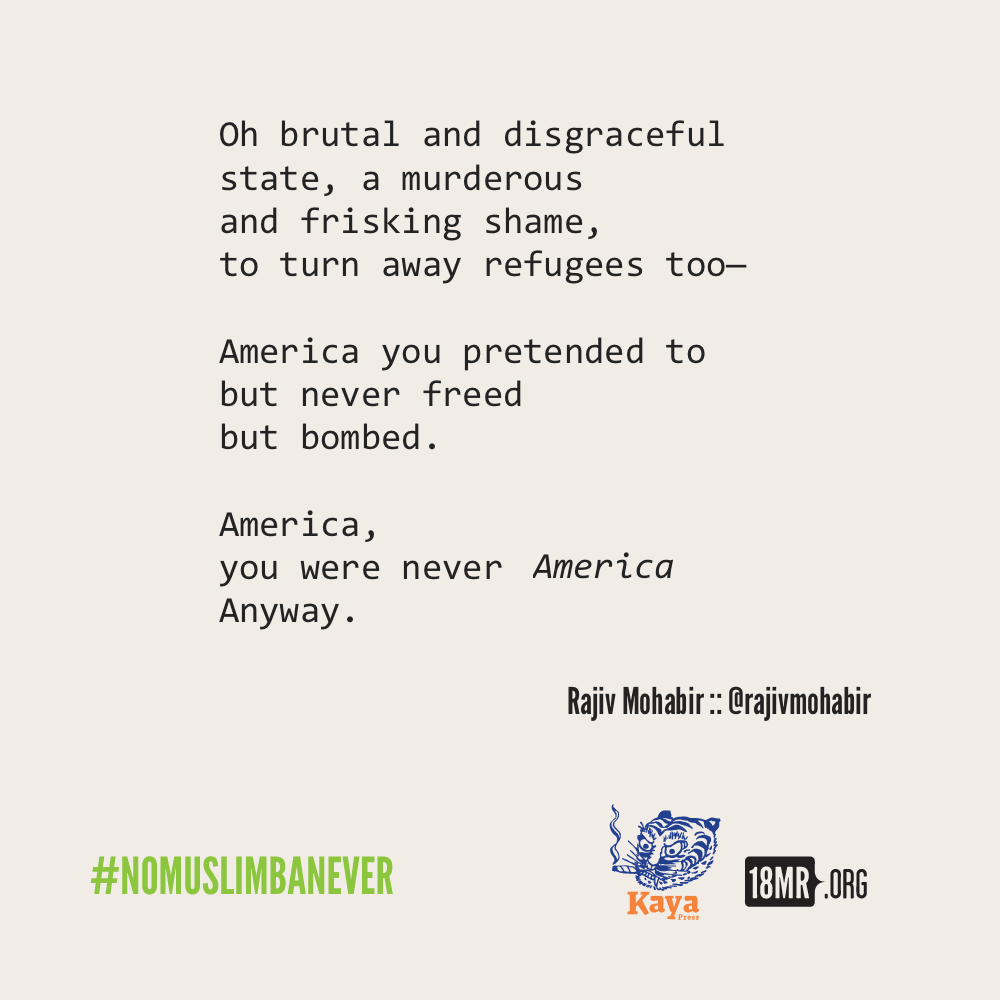 Oh brutal and disgraceful
state, a murderous
and frisking shame,
to turn away refugees too—
America you pretended to
but never freed
but bombed.
America,
you were never America
Anyway.
Rajiv Mohabir :: @rajivmohabir
#NOMUSLIMBANEVER
Kaya
Press
18MR.ORG